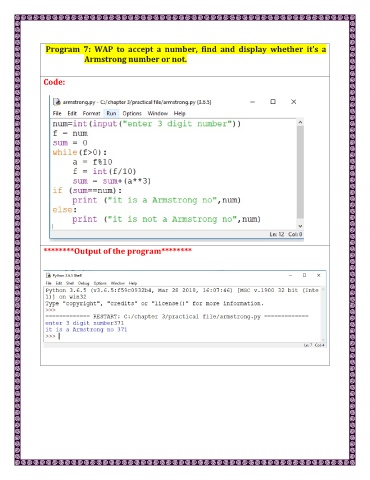 Program 7: WAP to accept a number, find and display whether it's a
Armstrong number or not.
Code:
armstrong.py - C:/chapter 3/practical file/armstrong.py (3.6.5)
File Edit Format Run Options Window Help
num=int(input("enter 3 digit number"))
f = num
sum = 0
while(f>0):
a = f%10
f = int(f/10)
sum = sum+(a**3)
if (sum==num):
print ("it is a Armstrong no",num)
else:
print ("it is not a Armstrong no",num)
Ln: 12 Col: 0
********Output of the program********
Python 3.6.5 Shell
File Edit Shell Debug Options Window Help
Python 3.6.5 (v3.6.5:f59c0932b4, Mar 28 2018, 16:07:46) [MSC v.1900 32 bit (Inte
l)] on win32
Type "copyright", "credits" or "license()" for more information.
>>>
============= RESTART: C:/chapter 3/practical file/armstrong.py =============
enter 3 digit number371
it is a Armstrong no 371
>>>
Ln: 7 Col: 4